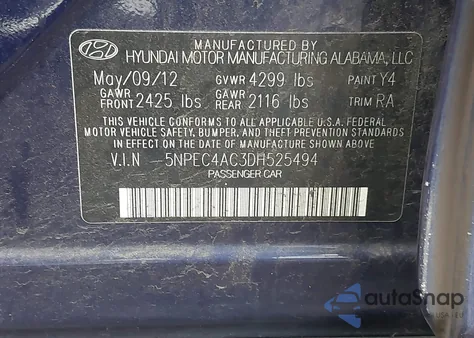 MANUFACTURED BY
HYUNDAI MOTOR MANUFACTURING ALABAMA, LLC
May/09/12 GVWR 4299 lbs PAINT Y4
GAWR FRONT 2425 lbs GAWR REAR 2116 lbs TRIM RA
THIS VEHICLE CONFORMS TO ALL APPLICABLE U.S.A FEDERAL
MOTOR VEHICLE SAFETY, BUMPER, AND THEFT PREVENTION STANDARDS
IN EFFECT ON THE DATE OF MANUFACTURE SHOWN ABOVE.
V.I.N 5NPEC4AC3DH525494
PASSENGER CAR
autoSnap